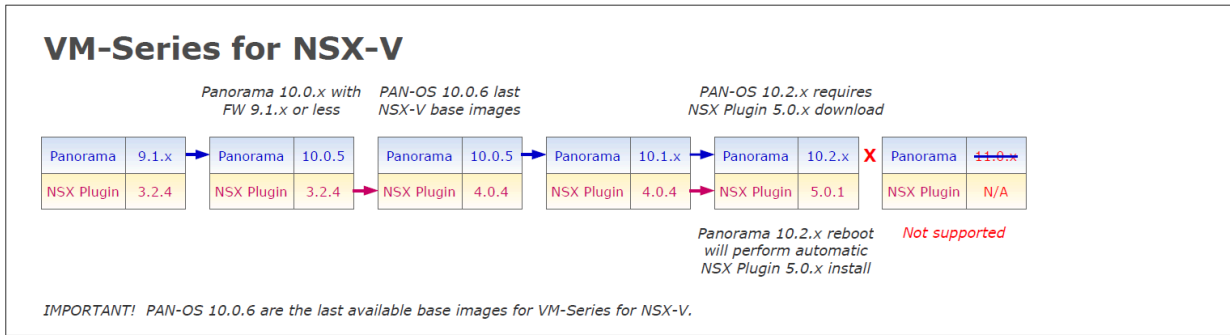 VM-Series for NSX-V
Panorama 10.0.x with
FW 9.1.x or less
PAN-OS 10.0.6 last
NSX-V base images
PAN-OS 10.2.x requires
NSX Plugin 5.0.x download
Panorama 9.1.x
NSX Plugin 3.2.4
Panorama 10.0.5
NSX Plugin 3.2.4
Panorama 10.0.5
NSX Plugin 4.0.4
Panorama 10.1.x
NSX Plugin 4.0.4
Panorama 10.2.x
NSX Plugin 5.0.1
X
Panorama 11.0.x
NSX Plugin N/A
Panorama 10.2.x reboot
will perform automatic
NSX Plugin 5.0.x install
Not supported
IMPORTANT! PAN-OS 10.0.6 are the last available base images for VM-Series for NSX-V.